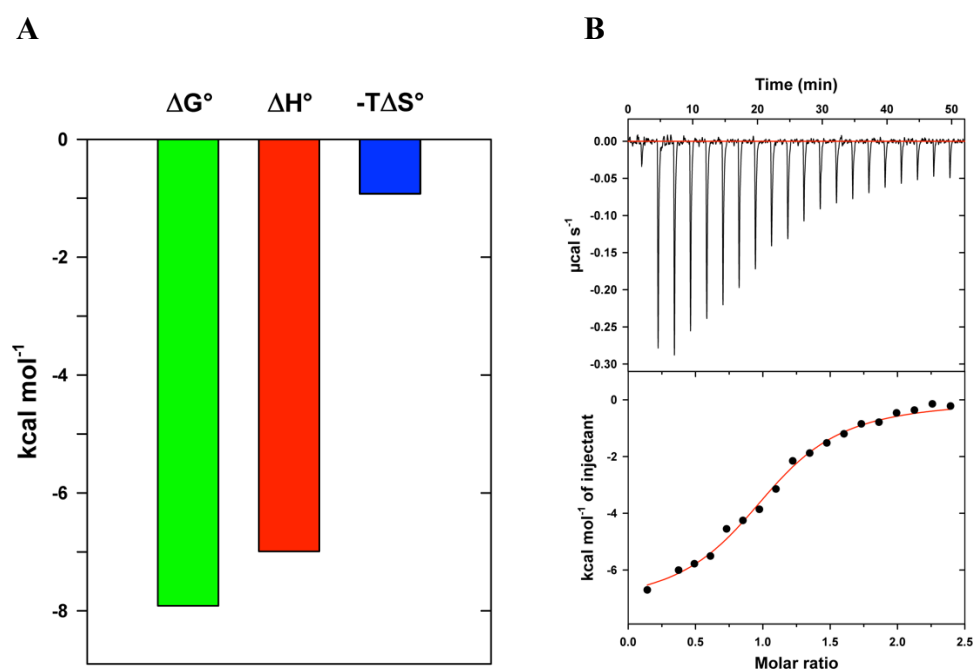 A
ΔG° ΔH° -TΔS°
0
-2
-4
-6
-8
kcal mol⁻¹
B
Time (min)
0 10 20 30 40 50
0.00
-0.05
-0.10
-0.15
-0.20
-0.25
-0.30
µcal s⁻¹
0
-2
-4
-6
kcal mol⁻¹ of injectant
0.0 0.5 1.0 1.5 2.0 2.5
Molar ratio